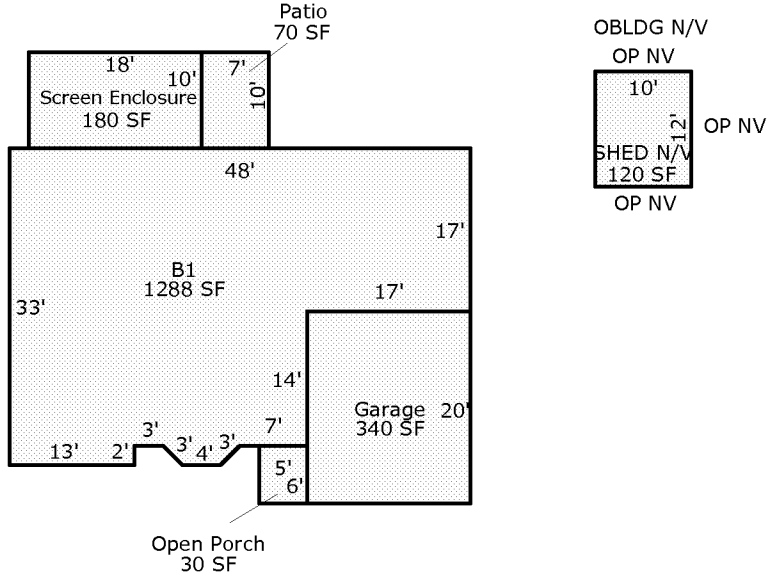 Patio
70 SF
OBLDG N/V
OP NV
18'
10'
7'
10'
Screen Enclosure
180 SF
10'
12'
OP NV
SHED N/V
120 SF
OP NV
48'
17'
B1
1288 SF
17'
33'
14'
Garage
340 SF
20'
3'
3'
4'
3'
7'
13'
2'
5'
6'
Open Porch
30 SF